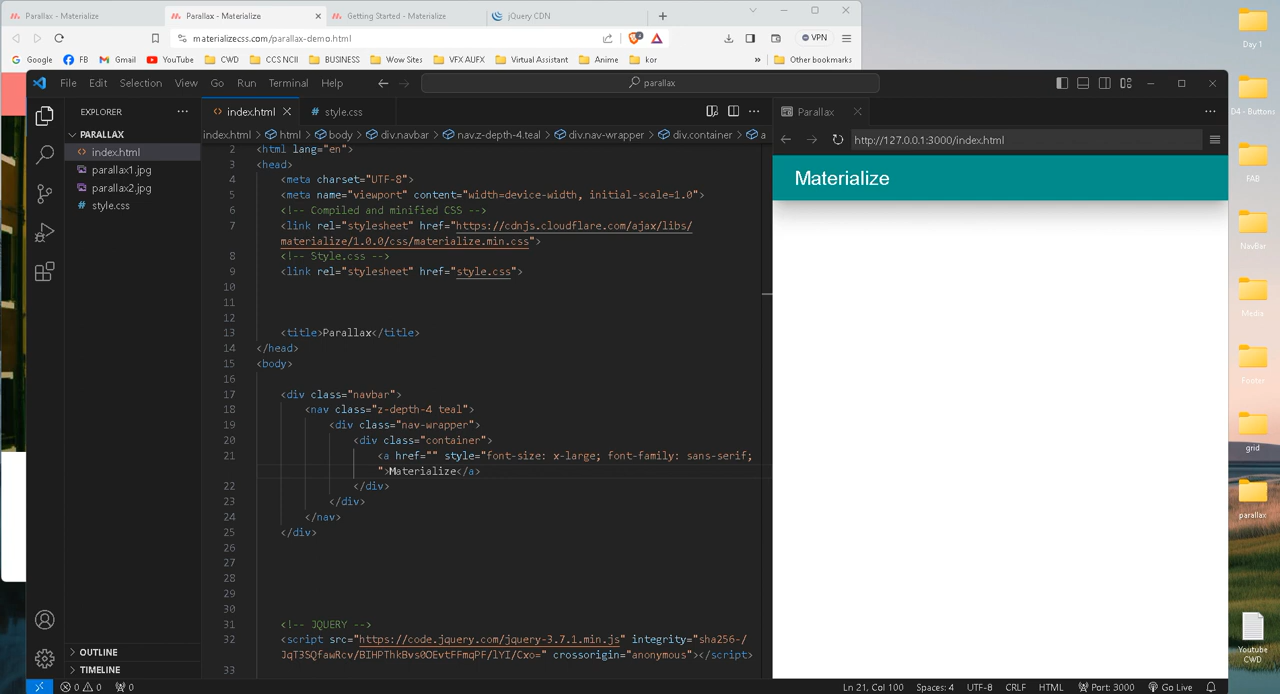 Parallax - Materialize
Parallax - Materialize
Getting Started - Materialize
jQuery CDN
materializecss.com/parallax-demo.html
VPN
Google
FB
Gmail
YouTube
CWD
CCS NCII
BUSINESS
Wow Sites
VFX AUFX
Virtual Assistant
Anime
kor
»
Other bookmarks
File Edit Selection View Go Run Terminal Help
parallax
EXPLORER
PARALLAX
index.html
parallax1.jpg
parallax2.jpg
style.css
OUTLINE
TIMELINE
index.html
style.css
index.html > html > body > div.navbar > nav.z-depth-4.teal > div.nav-wrapper > div.container > a
2 <html lang="en">
3 <head>
4 <meta charset="UTF-8">
5 <meta name="viewport" content="width=device-width, initial-scale=1.0">
6 <!-- Compiled and minified CSS -->
7 <link rel="stylesheet" href="https://cdnjs.cloudflare.com/ajax/libs/
materialize/1.0.0/css/materialize.min.css">
8 <!-- Style.css -->
9 <link rel="stylesheet" href="style.css">
10
11
12
13 <title>Parallax</title>
14 </head>
15 <body>
16
17 <div class="navbar">
18 <nav class="z-depth-4 teal">
19 <div class="nav-wrapper">
20 <div class="container">
21 <a href="" style="font-size: x-large; font-family: sans-serif;
">Materialize</a>
22 </div>
23 </div>
24 </nav>
25 </div>
26
27
28
29
30
31 <!-- JQUERY -->
32 <script src="https://code.jquery.com/jquery-3.7.1.min.js" integrity="sha256-/
JqT3SQfawRcv/BIHPThkBvs0OEvtFFmqPF/lYI/Cxo=" crossorigin="anonymous"></script>
33
Parallax
http://127.0.0.1:3000/index.html
Materialize
0 0 0
Ln 21, Col 100
Spaces: 4
UTF-8
CRLF
HTML
Port: 3000
Go Live
Day 1
D4 - Buttons
FAB
NavBar
Media
Footer
grid
parallax
Youtube
CWD